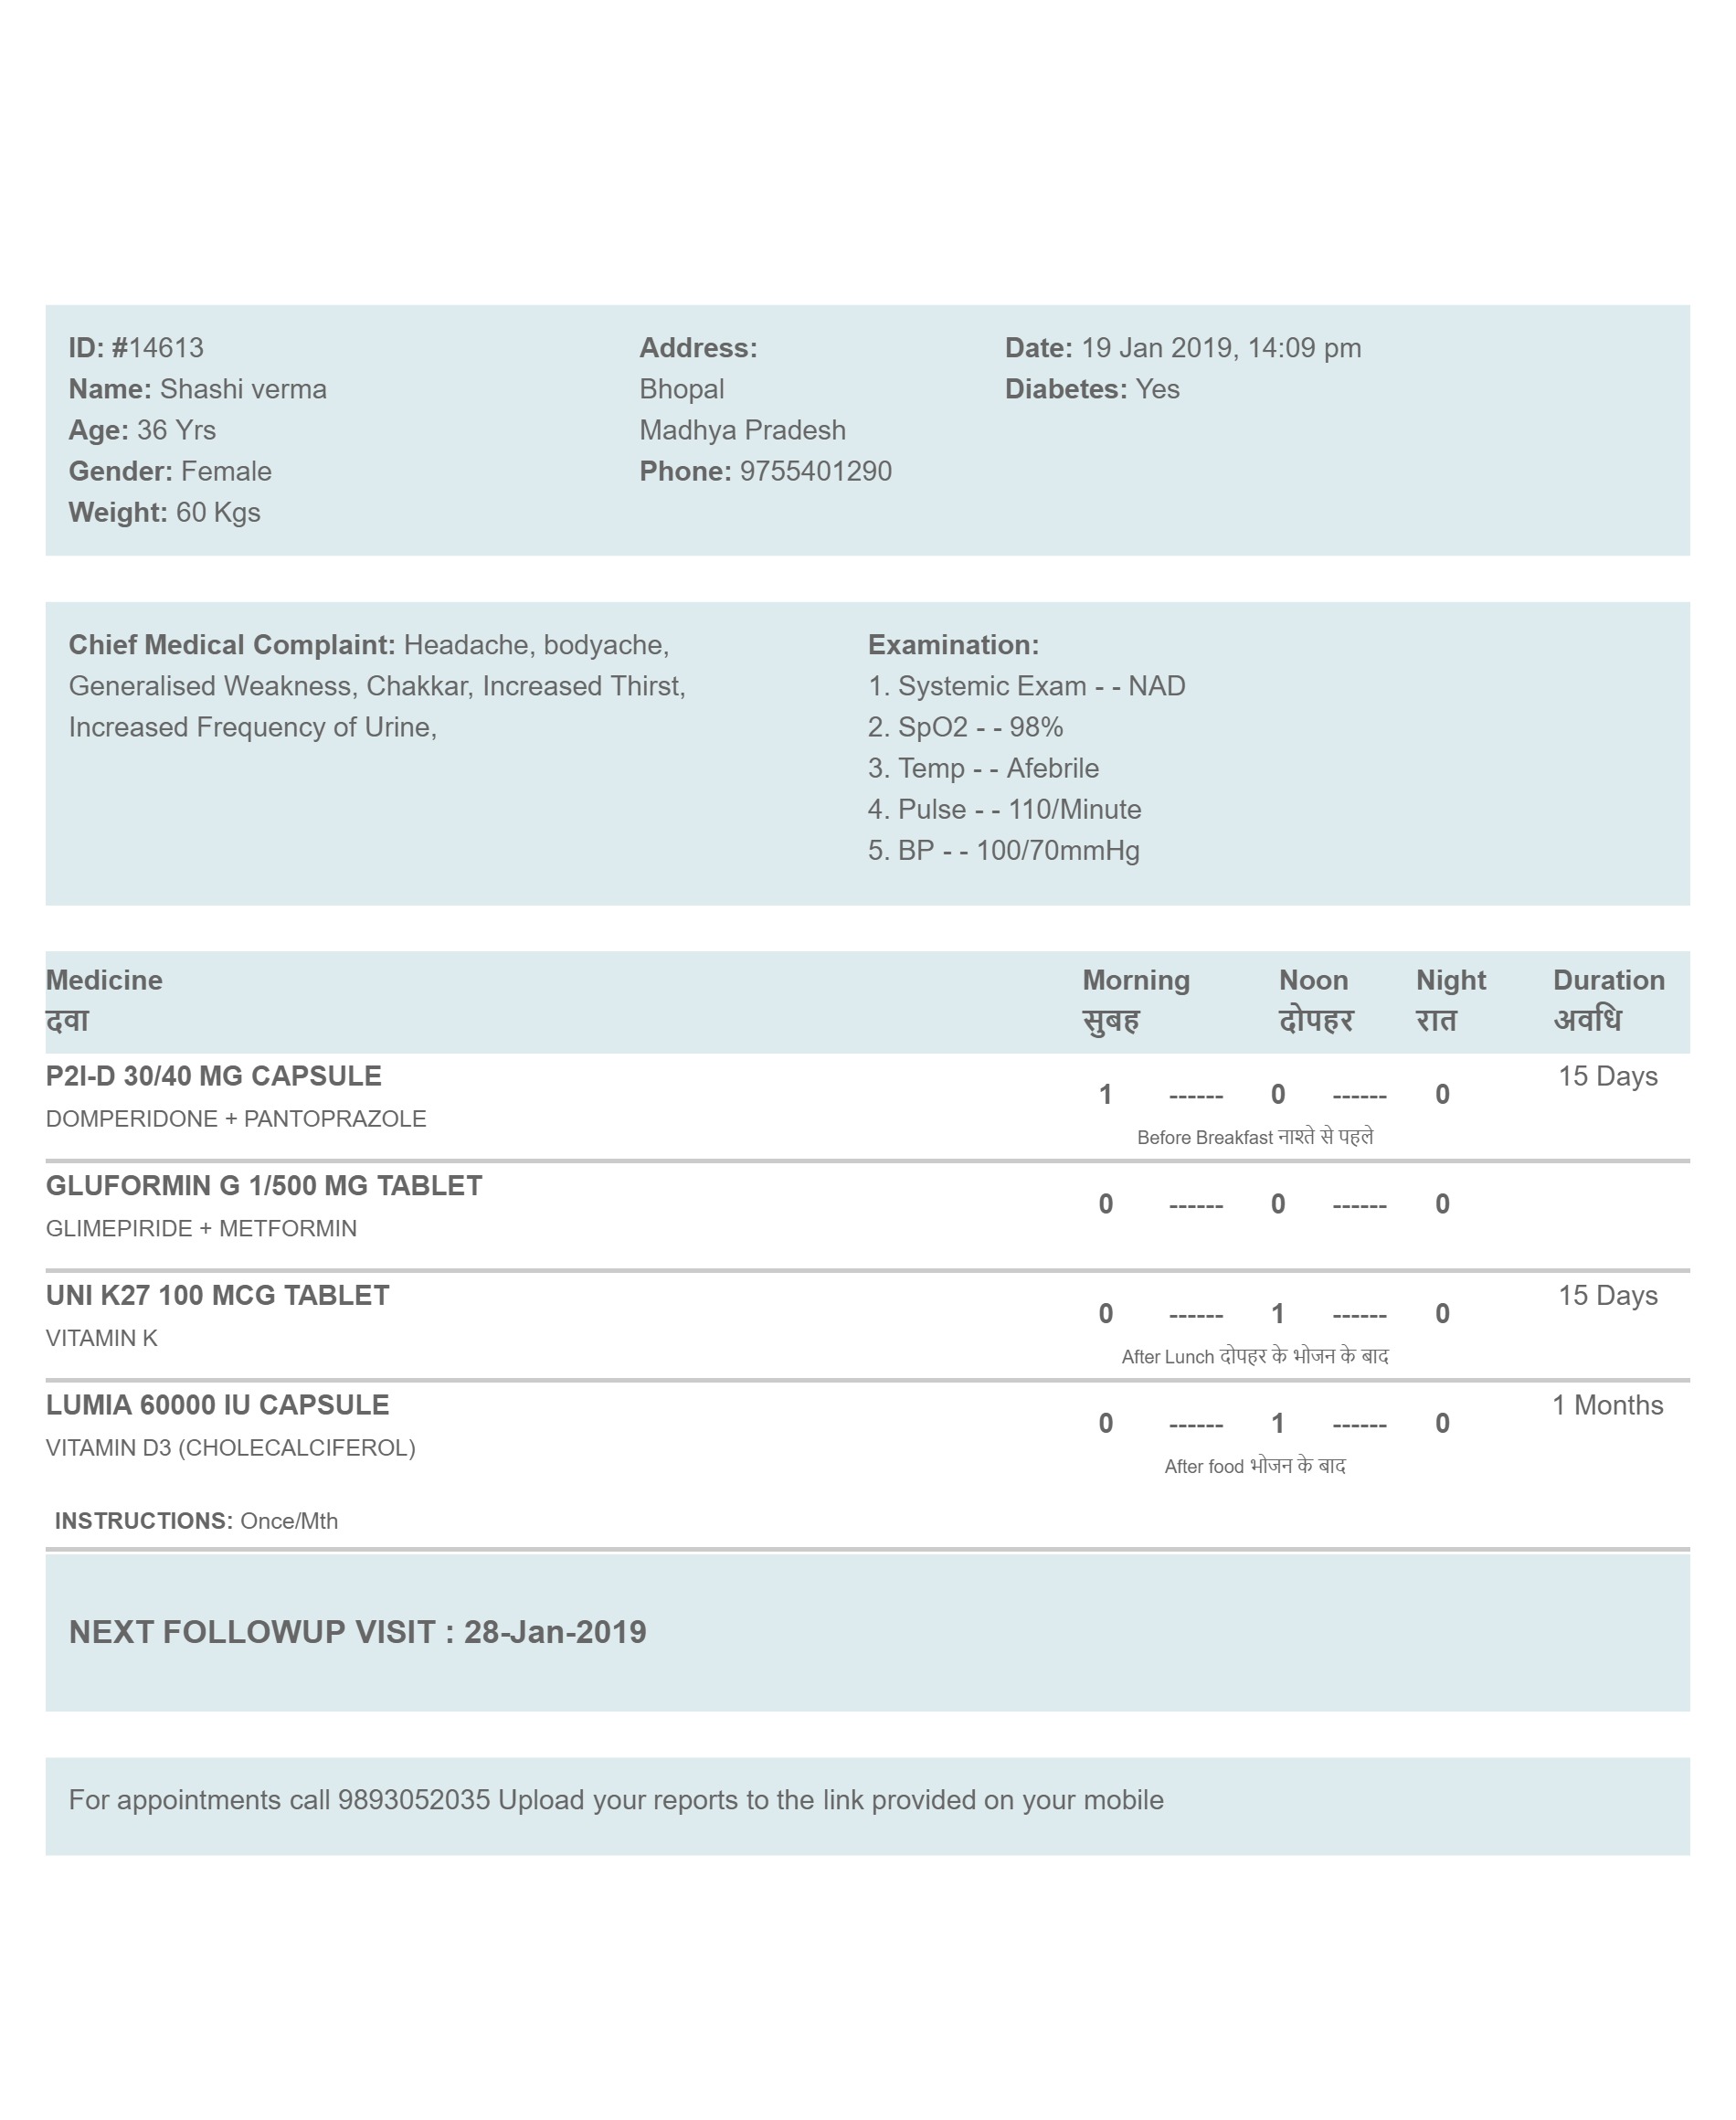 ID: #14613
Name: Shashi verma
Age: 36 Yrs
Gender: Female
Weight: 60 Kgs
Address:
Bhopal
Madhya Pradesh
Phone: 9755401290
Date: 19 Jan 2019, 14:09 pm
Diabetes: Yes
Chief Medical Complaint: Headache, bodyache,
Generalised Weakness, Chakkar, Increased Thirst,
Increased Frequency of Urine,
Examination:
1. Systemic Exam - - NAD
2. SpO2 - - 98%
3. Temp - - Afebrile
4. Pulse - - 110/Minute
5. BP - - 100/70mmHg
Medicine Morning Noon Night Duration
दवा सुबह दोपहर रात अवधि
P2I-D 30/40 MG CAPSULE 1 ------ 0 ------ 0 15 Days
DOMPERIDONE + PANTOPRAZOLE
Before Breakfast नाश्ते से पहले
GLUFORMIN G 1/500 MG TABLET 0 ------ 0 ------ 0
GLIMEPIRIDE + METFORMIN
UNI K27 100 MCG TABLET 0 ------ 1 ------ 0 15 Days
VITAMIN K
After Lunch दोपहर के भोजन के बाद
LUMIA 60000 IU CAPSULE 0 ------ 1 ------ 0 1 Months
VITAMIN D3 (CHOLECALCIFEROL)
After food भोजन के बाद
INSTRUCTIONS: Once/Mth
NEXT FOLLOWUP VISIT : 28-Jan-2019
For appointments call 9893052035 Upload your reports to the link provided on your mobile